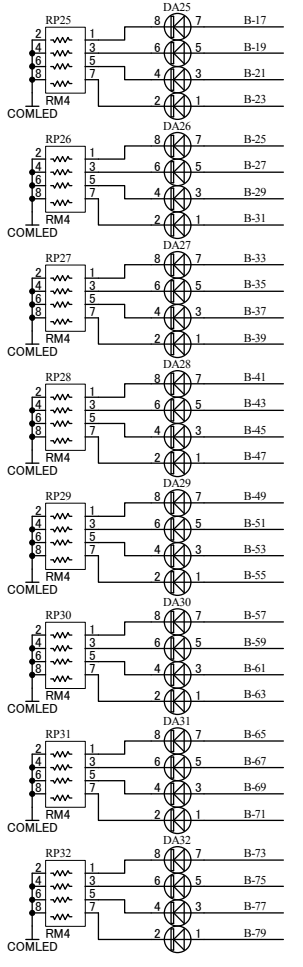 DA25
RP25 8 7 B-17
2 1
4 3 6 5 B-19
6 5
8 7 4 3 B-21
RM4 2 1 B-23
COMLED
DA26
RP26 8 7 B-25
2 1
4 3 6 5 B-27
6 5
8 7 4 3 B-29
RM4 2 1 B-31
COMLED
DA27
RP27 8 7 B-33
2 1
4 3 6 5 B-35
6 5
8 7 4 3 B-37
RM4 2 1 B-39
COMLED
DA28
RP28 8 7 B-41
2 1
4 3 6 5 B-43
6 5
8 7 4 3 B-45
RM4 2 1 B-47
COMLED
DA29
RP29 8 7 B-49
2 1
4 3 6 5 B-51
6 5
8 7 4 3 B-53
RM4 2 1 B-55
COMLED
DA30
RP30 8 7 B-57
2 1
4 3 6 5 B-59
6 5
8 7 4 3 B-61
RM4 2 1 B-63
COMLED
DA31
RP31 8 7 B-65
2 1
4 3 6 5 B-67
6 5
8 7 4 3 B-69
RM4 2 1 B-71
COMLED
DA32
RP32 8 7 B-73
2 1
4 3 6 5 B-75
6 5
8 7 4 3 B-77
RM4 2 1 B-79
COMLED